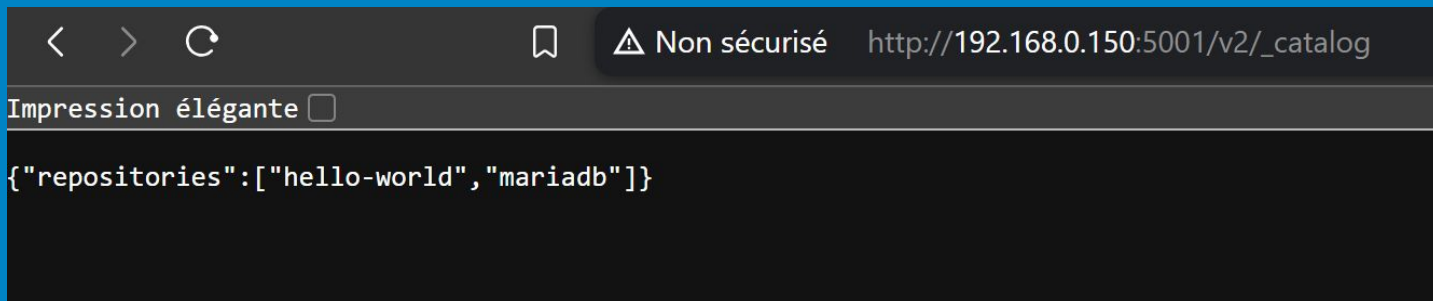 Non sécurisé http://192.168.0.150:5001/v2/_catalog
Impression élégante
{"repositories":["hello-world","mariadb"]}